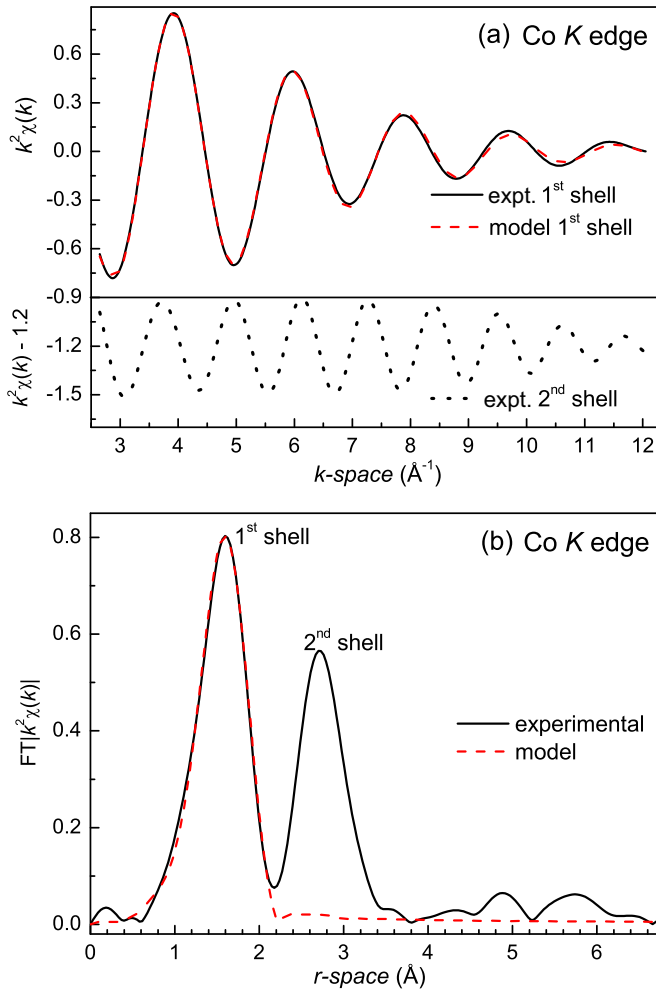 (a) Co K edge
k²χ(k)
0.6
0.3
0.0
-0.3
-0.6
-0.9
expt. 1st shell
model 1st shell
k²χ(k) - 1.2
-1.2
-1.5
expt. 2nd shell
3 4 5 6 7 8 9 10 11 12
k-space (Å⁻¹)
(b) Co K edge
FT|k²χ(k)|
0.8
0.6
0.4
0.2
0.0
1st shell
2nd shell
experimental
model
0 1 2 3 4 5 6
r-space (Å)